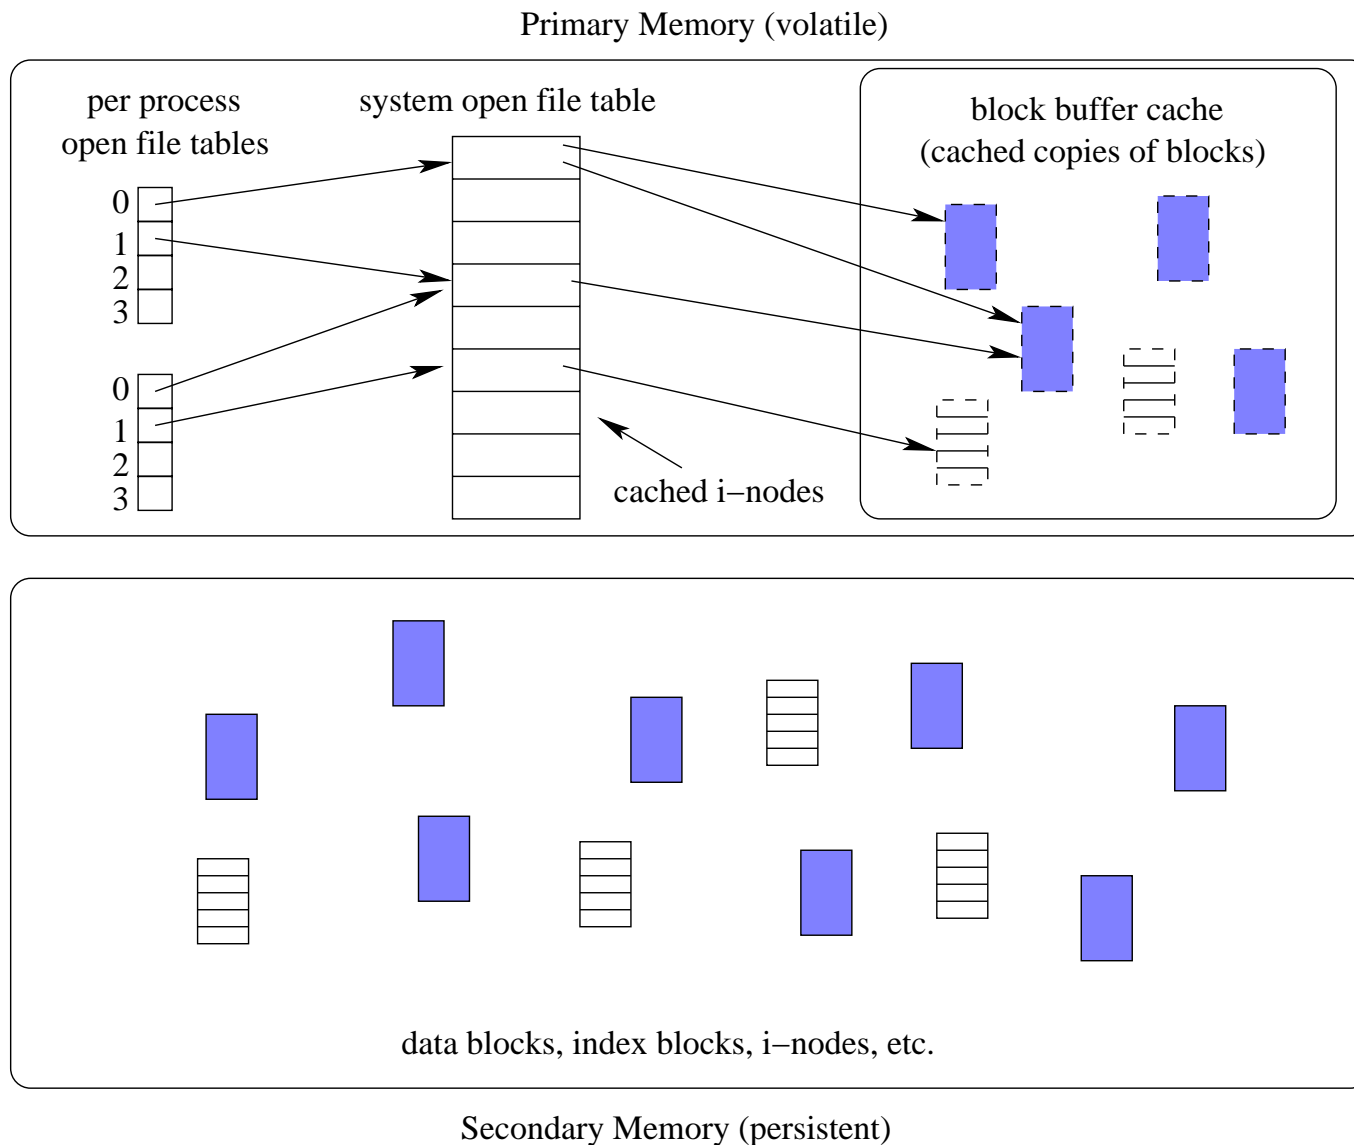 Primary Memory (volatile)
per process
open file tables
system open file table
block buffer cache
(cached copies of blocks)
0
1
2
3
0
1
2
3
cached i−nodes
data blocks, index blocks, i−nodes, etc.
Secondary Memory (persistent)